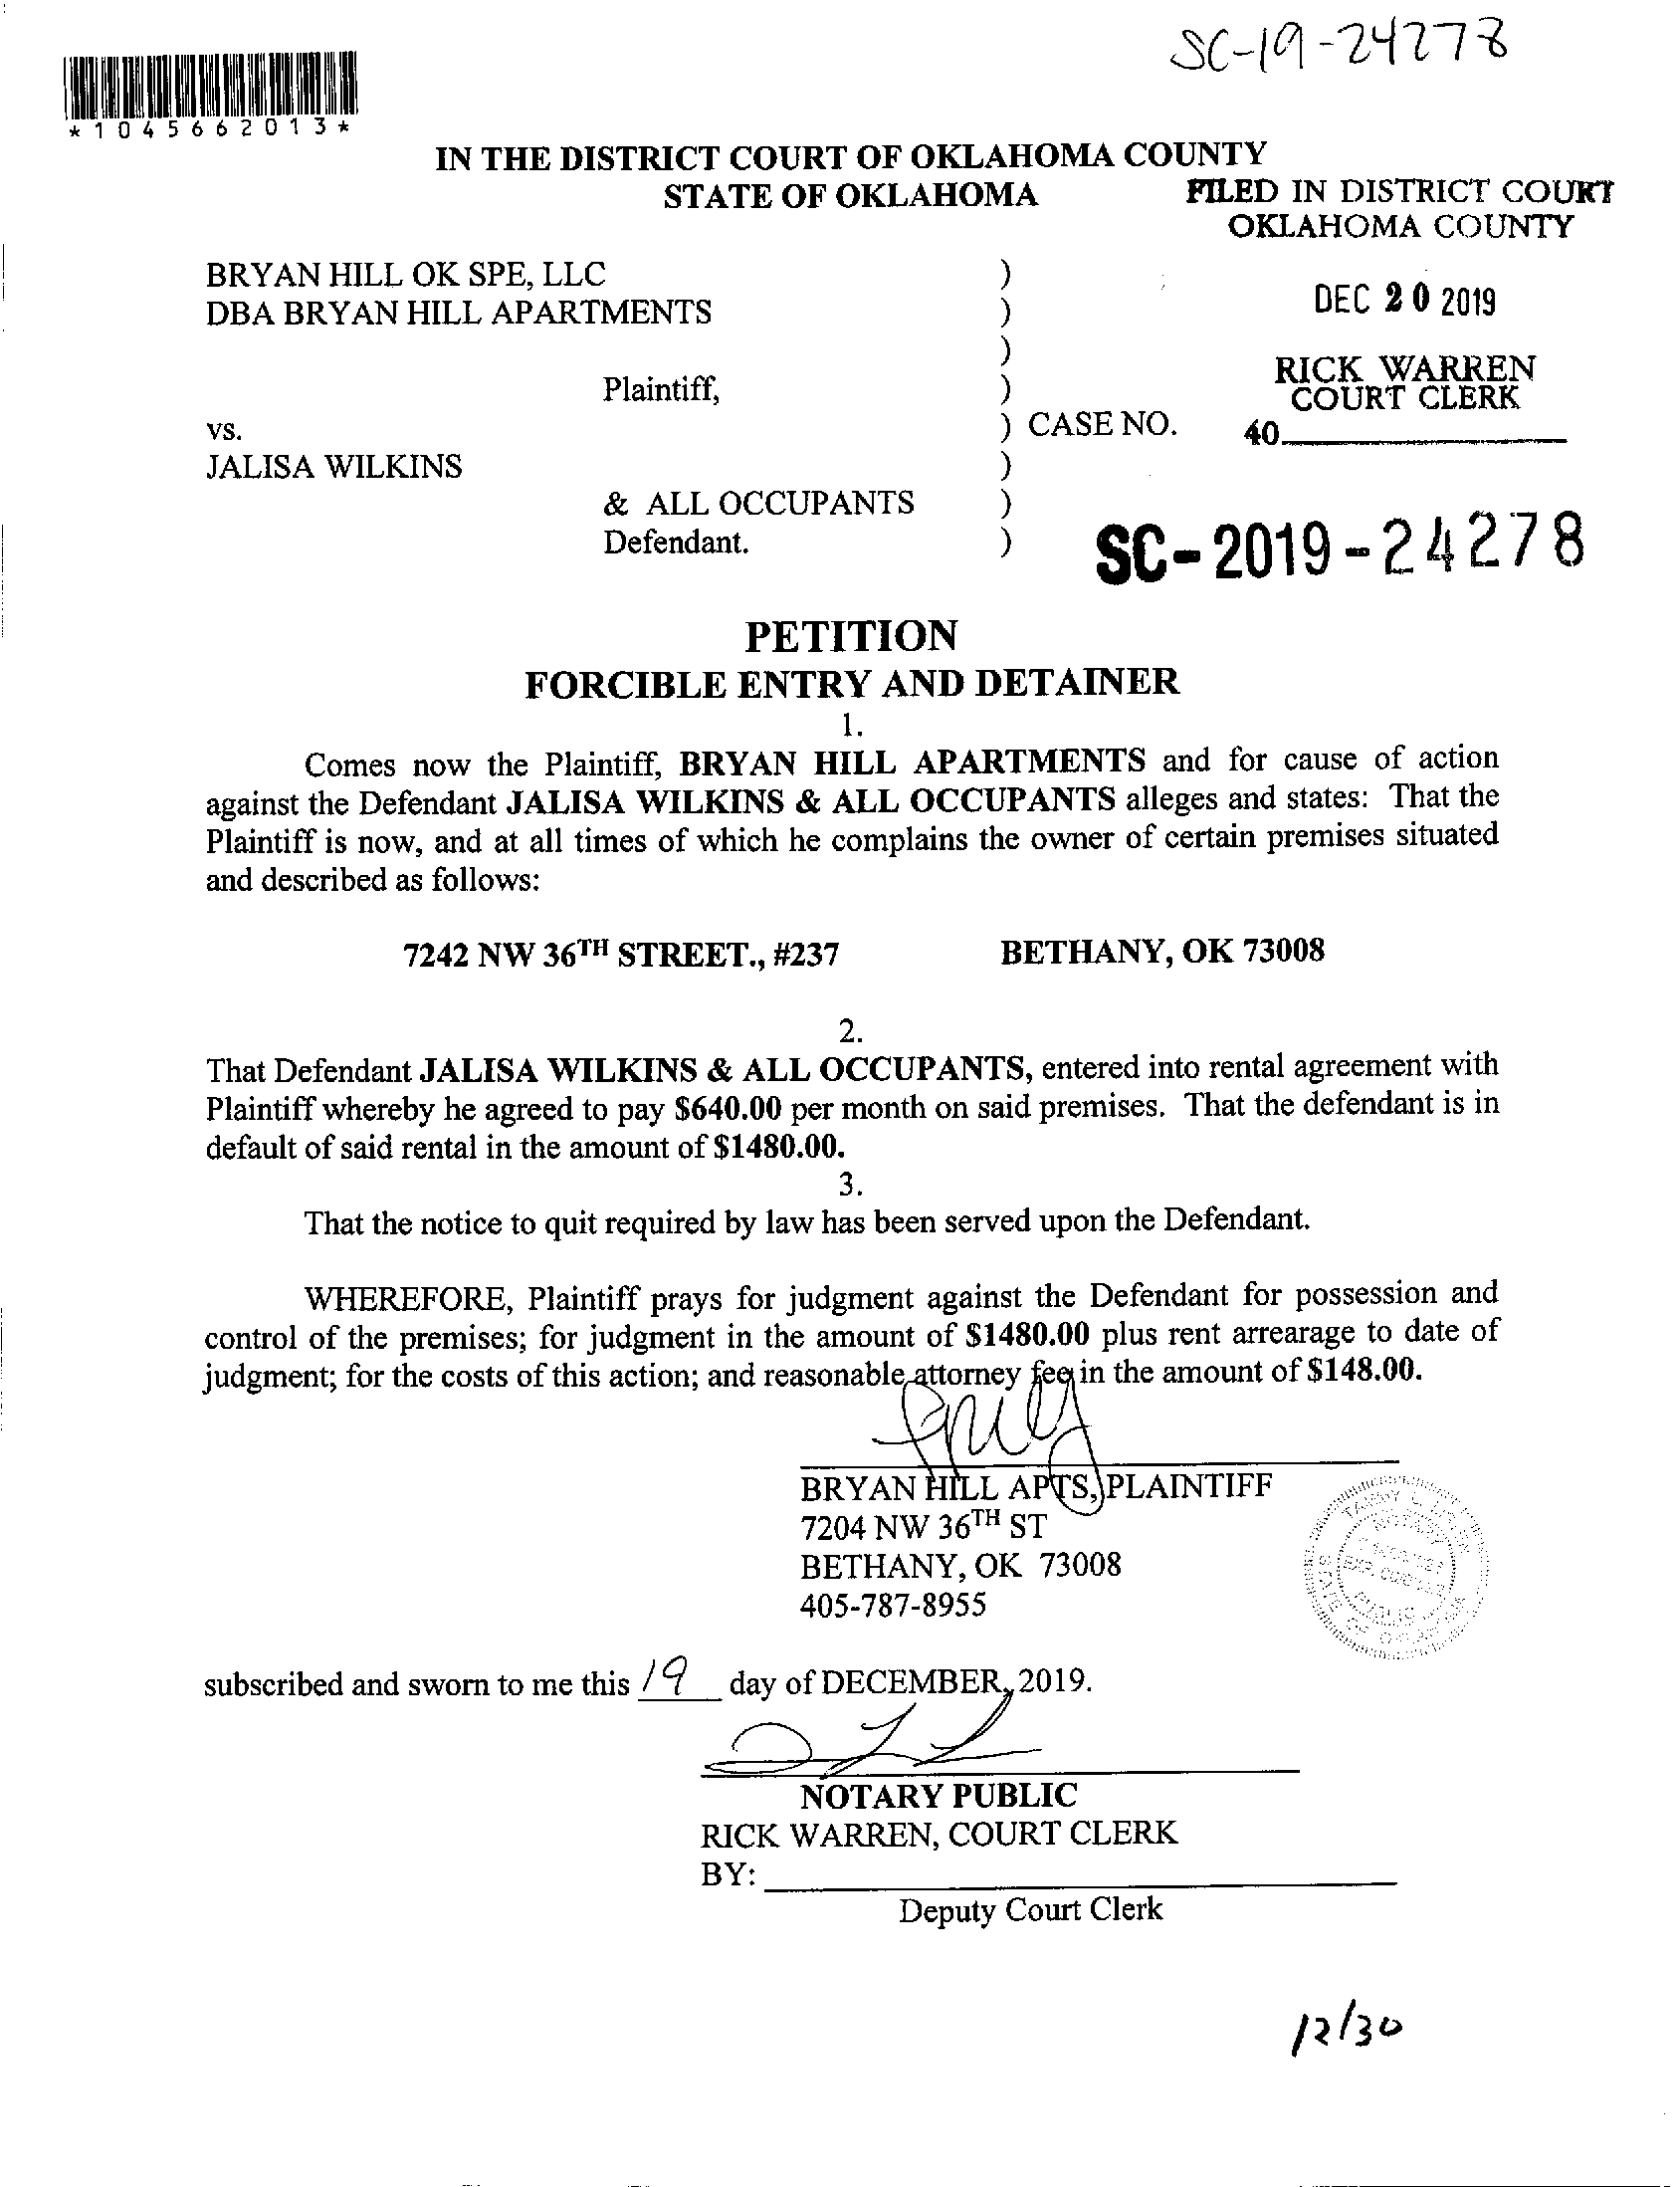 SC-19-24278
*1045662013*
IN THE DISTRICT COURT OF OKLAHOMA COUNTY
STATE OF OKLAHOMA
FILED IN DISTRICT COURT
OKLAHOMA COUNTY
BRYAN HILL OK SPE, LLC )
DBA BRYAN HILL APARTMENTS )
DEC 20 2019
)
Plaintiff, )
RICK WARREN
COURT CLERK
vs. ) CASE NO.
40
JALISA WILKINS )
& ALL OCCUPANTS )
Defendant. )
SC-2019-24278
PETITION
FORCIBLE ENTRY AND DETAINER
1.
Comes now the Plaintiff, BRYAN HILL APARTMENTS and for cause of action
against the Defendant JALISA WILKINS & ALL OCCUPANTS alleges and states: That the
Plaintiff is now, and at all times of which he complains the owner of certain premises situated
and described as follows:
7242 NW 36TH STREET., #237 BETHANY, OK 73008
2.
That Defendant JALISA WILKINS & ALL OCCUPANTS, entered into rental agreement with
Plaintiff whereby he agreed to pay $640.00 per month on said premises. That the defendant is in
default of said rental in the amount of $1480.00.
3.
That the notice to quit required by law has been served upon the Defendant.
WHEREFORE, Plaintiff prays for judgment against the Defendant for possession and
control of the premises; for judgment in the amount of $1480.00 plus rent arrearage to date of
judgment; for the costs of this action; and reasonable attorney fee in the amount of $148.00.
BRYAN HILL APTS, PLAINTIFF
7204 NW 36TH ST
BETHANY, OK 73008
405-787-8955
NOTARY
PUBLIC
STATE OF
subscribed and sworn to me this 19 day of DECEMBER, 2019.
NOTARY PUBLIC
RICK WARREN, COURT CLERK
BY:
Deputy Court Clerk
12/30